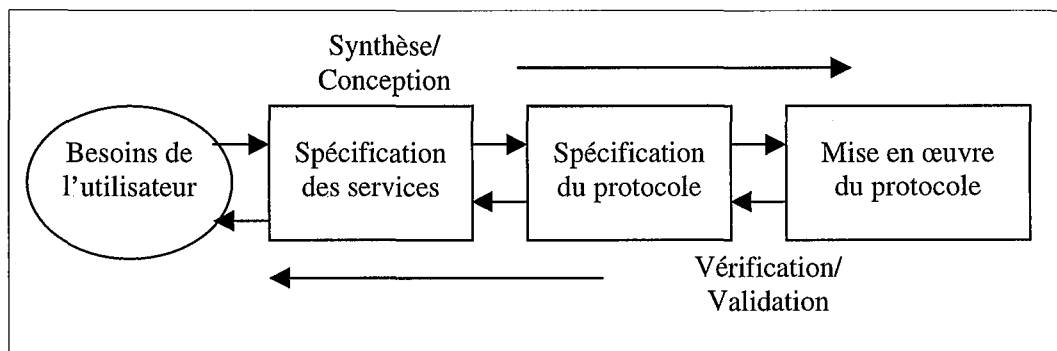 Synthèse/
Conception
Besoins de
l'utilisateur
Spécification
des services
Spécification
du protocole
Mise en œuvre
du protocole
Vérification/
Validation